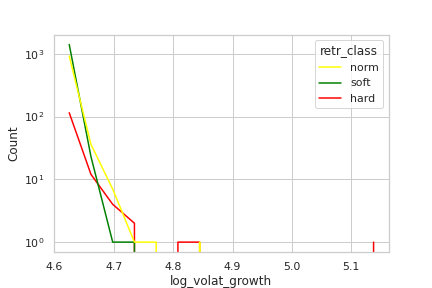 retr_class
norm
soft
hard
10³
10²
10¹
10⁰
Count
4.6 4.7 4.8 4.9 5.0 5.1
log_volat_growth